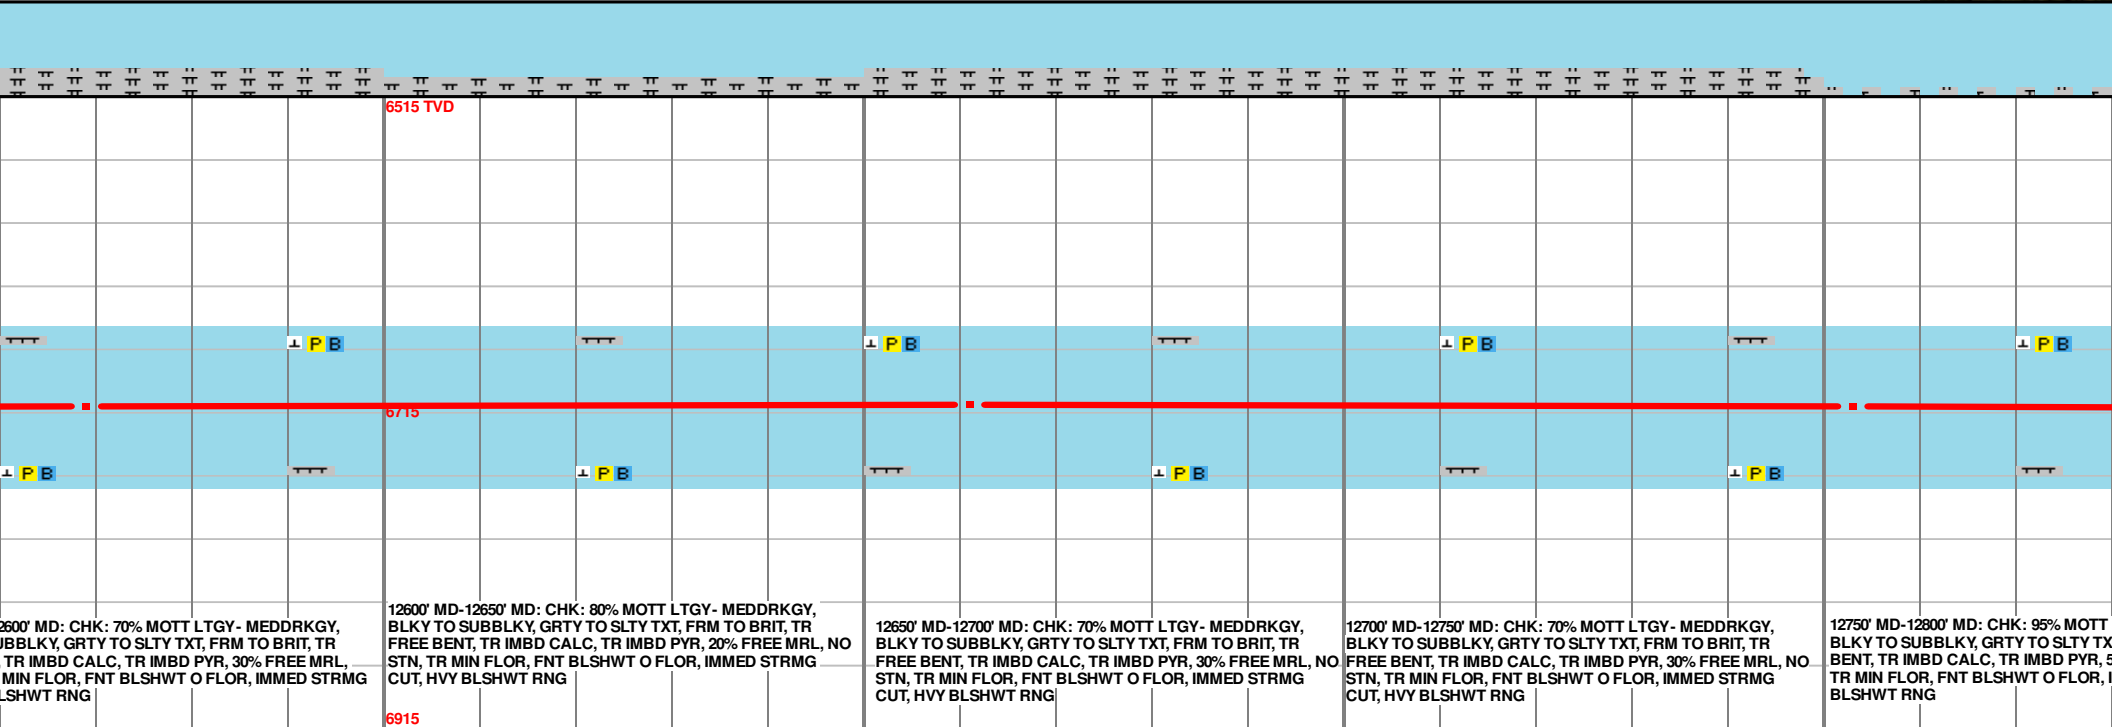 6515 TVD
P B
P B
P B
P B
6715
P B
P B
P B
P B
2600' MD: CHK: 70% MOTT LTGY- MEDDRKGY,
UBBLKY, GRTY TO SLTY TXT, FRM TO BRIT, TR
, TR IMBD CALC, TR IMBD PYR, 30% FREE MRL,
MIN FLOR, FNT BLSHWT O FLOR, IMMED STRMG
LSHWT RNG
12600' MD-12650' MD: CHK: 80% MOTT LTGY- MEDDRKGY,
BLKY TO SUBBLKY, GRTY TO SLTY TXT, FRM TO BRIT, TR
FREE BENT, TR IMBD CALC, TR IMBD PYR, 20% FREE MRL, NO
STN, TR MIN FLOR, FNT BLSHWT O FLOR, IMMED STRMG
CUT, HVY BLSHWT RNG
12650' MD-12700' MD: CHK: 70% MOTT LTGY- MEDDRKGY,
BLKY TO SUBBLKY, GRTY TO SLTY TXT, FRM TO BRIT, TR
FREE BENT, TR IMBD CALC, TR IMBD PYR, 30% FREE MRL, NO
STN, TR MIN FLOR, FNT BLSHWT O FLOR, IMMED STRMG
CUT, HVY BLSHWT RNG
12700' MD-12750' MD: CHK: 70% MOTT LTGY- MEDDRKGY,
BLKY TO SUBBLKY, GRTY TO SLTY TXT, FRM TO BRIT, TR
FREE BENT, TR IMBD CALC, TR IMBD PYR, 30% FREE MRL, NO
STN, TR MIN FLOR, FNT BLSHWT O FLOR, IMMED STRMG
CUT, HVY BLSHWT RNG
12750' MD-12800' MD: CHK: 95% MOTT
BLKY TO SUBBLKY, GRTY TO SLTY TX
BENT, TR IMBD CALC, TR IMBD PYR, 5
TR MIN FLOR, FNT BLSHWT O FLOR, I
BLSHWT RNG
6915